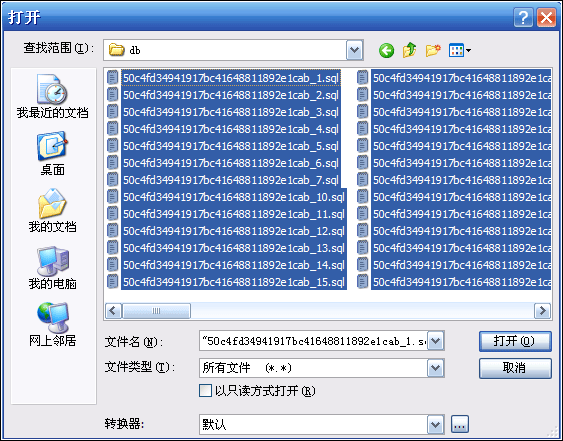 打开
查找范围(I):
db
我最近的文档
桌面
我的文档
我的电脑
网上邻居
50c4fd34941917bc41648811892e1cab_1.sql
50c4fd34941917bc41648811892e1cab_2.sql
50c4fd34941917bc41648811892e1cab_3.sql
50c4fd34941917bc41648811892e1cab_4.sql
50c4fd34941917bc41648811892e1cab_5.sql
50c4fd34941917bc41648811892e1cab_6.sql
50c4fd34941917bc41648811892e1cab_7.sql
50c4fd34941917bc41648811892e1cab_10.sql
50c4fd34941917bc41648811892e1cab_11.sql
50c4fd34941917bc41648811892e1cab_12.sql
50c4fd34941917bc41648811892e1cab_13.sql
50c4fd34941917bc41648811892e1cab_14.sql
50c4fd34941917bc41648811892e1cab_15.sql
50c4fd34941917bc41648811892e1ca
50c4fd34941917bc41648811892e1ca
50c4fd34941917bc41648811892e1ca
50c4fd34941917bc41648811892e1ca
50c4fd34941917bc41648811892e1ca
50c4fd34941917bc41648811892e1ca
50c4fd34941917bc41648811892e1ca
50c4fd34941917bc41648811892e1ca
50c4fd34941917bc41648811892e1ca
50c4fd34941917bc41648811892e1ca
50c4fd34941917bc41648811892e1ca
50c4fd34941917bc41648811892e1ca
50c4fd34941917bc41648811892e1ca
文件名(N):
"50c4fd34941917bc41648811892e1cab_1.s
打开(O)
文件类型(T):
所有文件 (*.*)
取消
以只读方式打开(R)
转换器:
默认
...